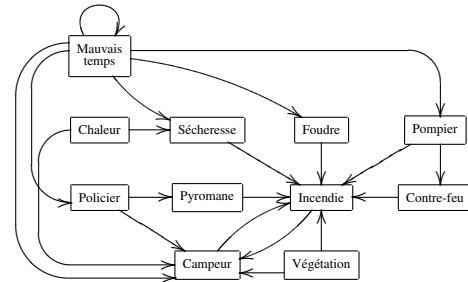 Mauvais
temps
Chaleur
Sécheresse
Foudre
Pompier
Policier
Pyromane
Incendie
Contre-feu
Campeur
Végétation